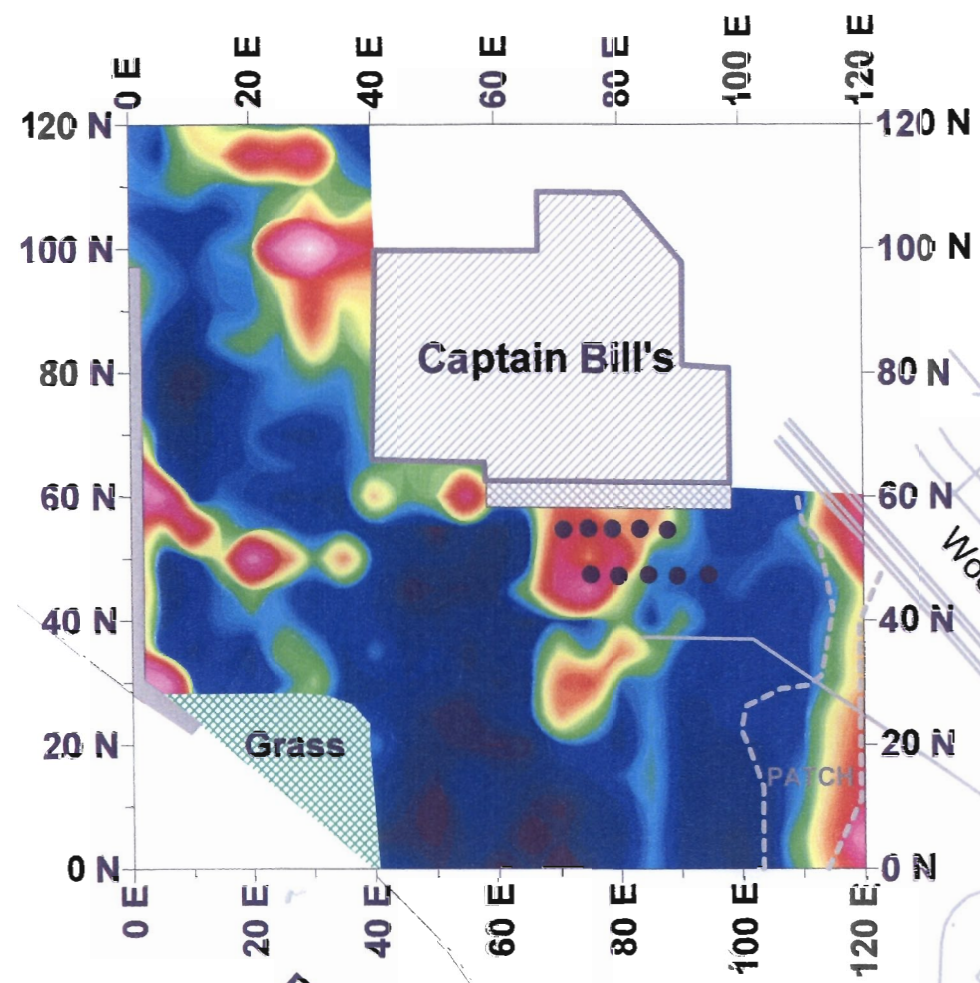 0 E 20 E 40 E 60 E 80 E 100 E 120 E
120 N 120 N
100 N 100 N
80 N 80 N
60 N 60 N
40 N 40 N
20 N 20 N
0 N 0 N
Captain Bill's
Grass
PATCH
0 E 20 E 40 E 60 E 80 E 100 E 120 E